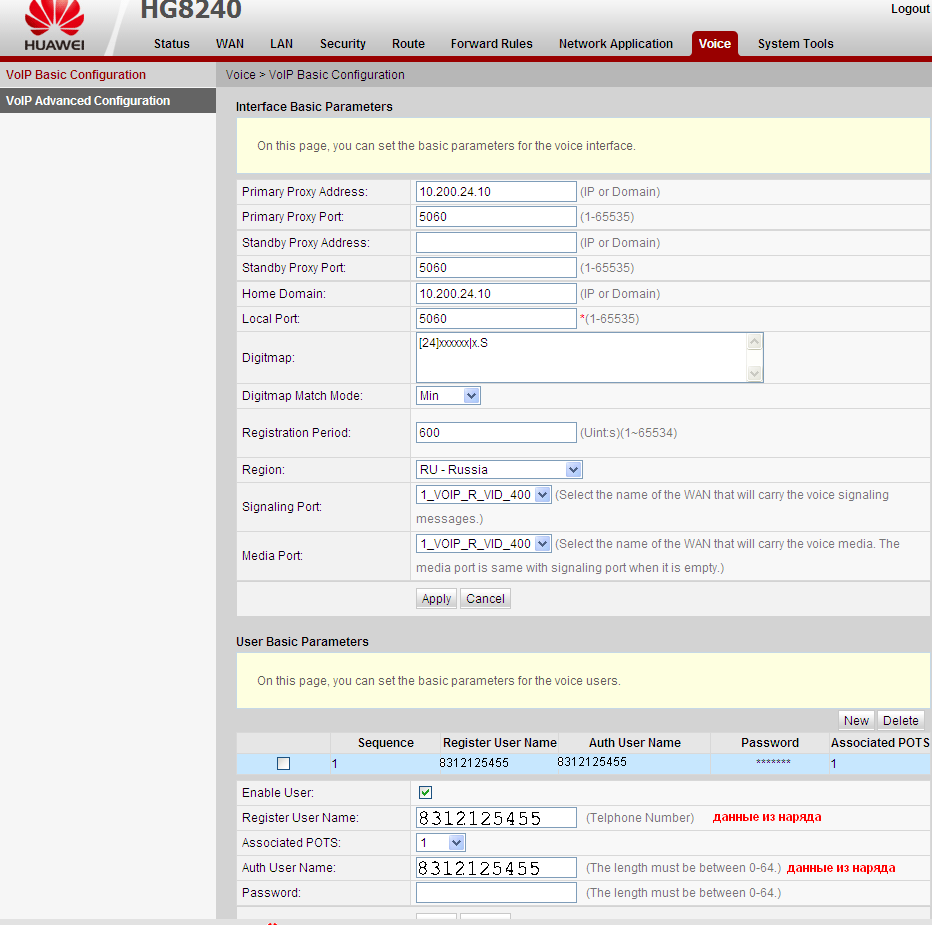 HG8240
Logout
HUAWEI
Status WAN LAN Security Route Forward Rules Network Application Voice System Tools
VoIP Basic Configuration
Voice > VoIP Basic Configuration
VoIP Advanced Configuration
Interface Basic Parameters
On this page, you can set the basic parameters for the voice interface.
Primary Proxy Address: 10.200.24.10 (IP or Domain)
Primary Proxy Port: 5060 (1-65535)
Standby Proxy Address: (IP or Domain)
Standby Proxy Port: 5060 (1-65535)
Home Domain: 10.200.24.10 (IP or Domain)
Local Port: 5060 *(1-65535)
Digitmap: [24]xxxxxx|x.S
Digitmap Match Mode: Min
Registration Period: 600 (Uint:s)(1~65534)
Region: RU - Russia
Signaling Port: 1_VOIP_R_VID_400 (Select the name of the WAN that will carry the voice signaling
messages.)
Media Port: 1_VOIP_R_VID_400 (Select the name of the WAN that will carry the voice media. The
media port is same with signaling port when it is empty.)
Apply Cancel
User Basic Parameters
On this page, you can set the basic parameters for the voice users.
New Delete
Sequence Register User Name Auth User Name Password Associated POTS
1 8312125455 8312125455 ******* 1
Enable User:
Register User Name: 8312125455 (Telphone Number) данные из наряда
Associated POTS: 1
Auth User Name: 8312125455 (The length must be between 0-64.) данные из наряда
Password: (The length must be between 0-64.)